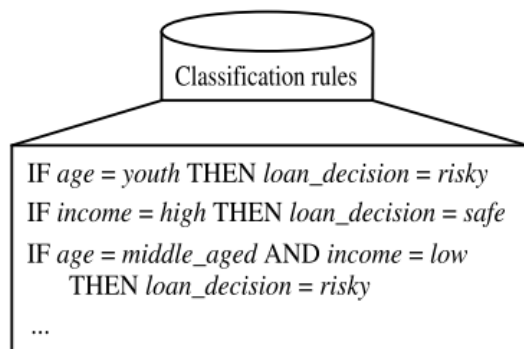 Classification rules
IF age = youth THEN loan_decision = risky
IF income = high THEN loan_decision = safe
IF age = middle_aged AND income = low
THEN loan_decision = risky
...